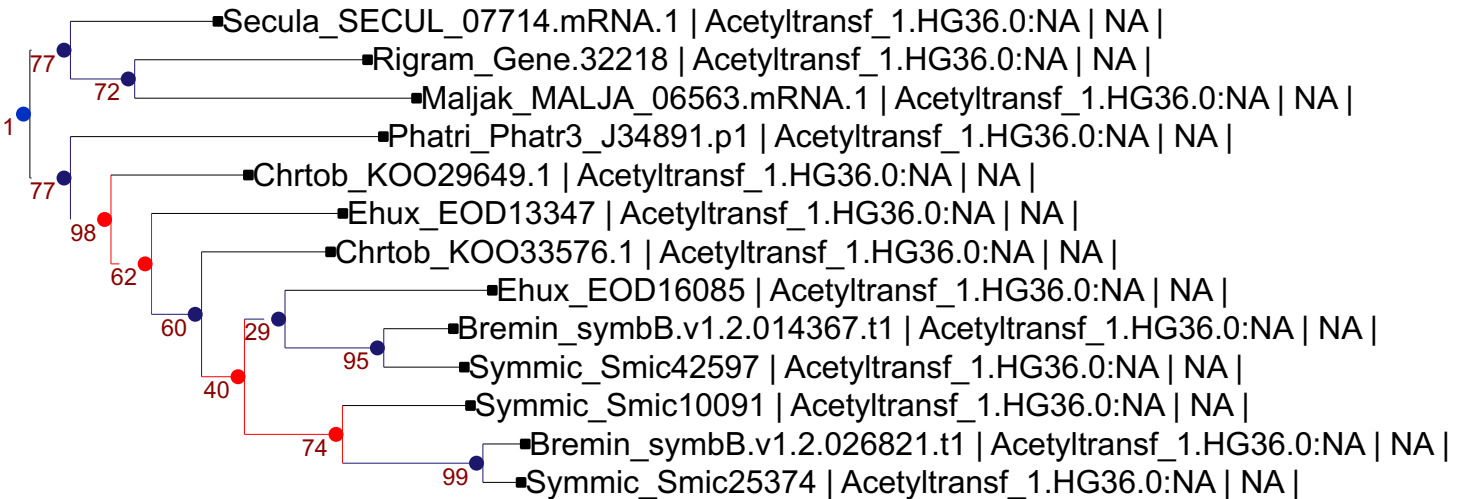 Secula_SECUL_07714.mRNA.1 | Acetyltransf_1.HG36.0:NA | NA |
77
Rigram_Gene.32218 | Acetyltransf_1.HG36.0:NA | NA |
72
Maljak_MALJA_06563.mRNA.1 | Acetyltransf_1.HG36.0:NA | NA |
1
Phatri_Phatr3_J34891.p1 | Acetyltransf_1.HG36.0:NA | NA |
77
Chrtob_KOO29649.1 | Acetyltransf_1.HG36.0:NA | NA |
Ehux_EOD13347 | Acetyltransf_1.HG36.0:NA | NA |
98
Chrtob_KOO33576.1 | Acetyltransf_1.HG36.0:NA | NA |
62
Ehux_EOD16085 | Acetyltransf_1.HG36.0:NA | NA |
60
29
Bremin_symbB.v1.2.014367.t1 | Acetyltransf_1.HG36.0:NA | NA |
95
Symmic_Smic42597 | Acetyltransf_1.HG36.0:NA | NA |
40
Symmic_Smic10091 | Acetyltransf_1.HG36.0:NA | NA |
74
Bremin_symbB.v1.2.026821.t1 | Acetyltransf_1.HG36.0:NA | NA |
99
Symmic_Smic25374 | Acetyltransf_1.HG36.0:NA | NA |